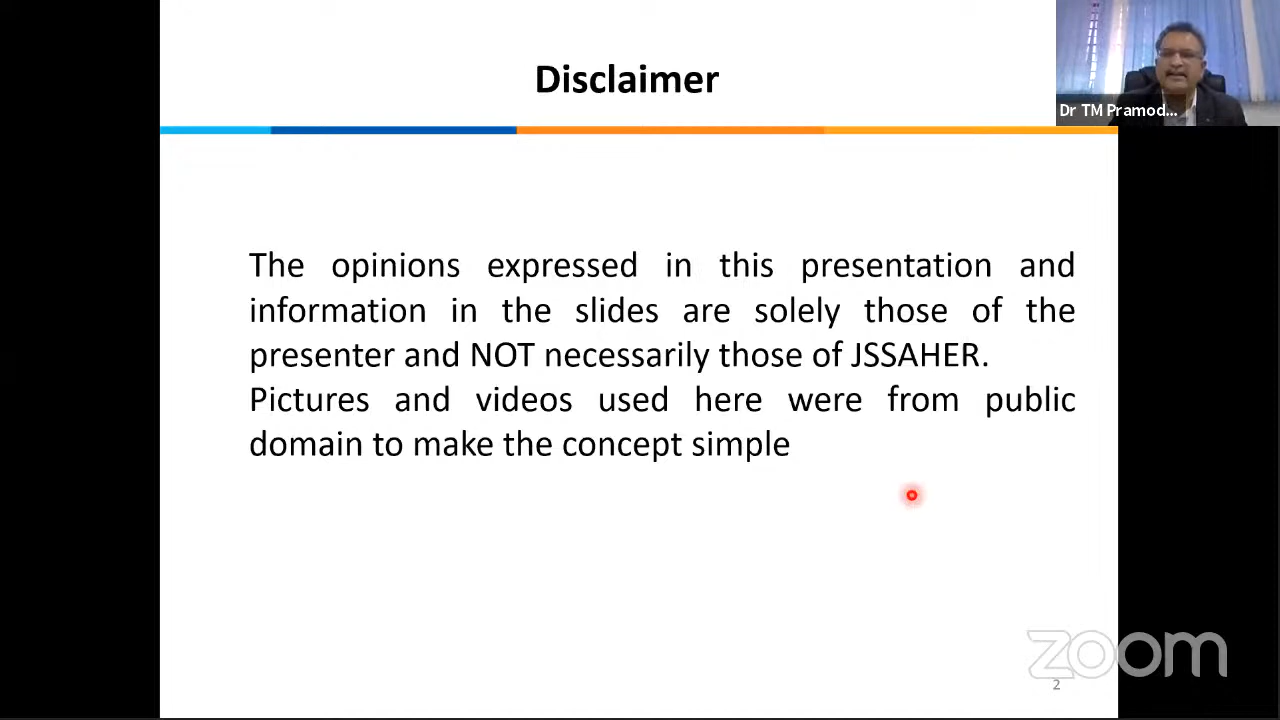 Disclaimer
Dr TM Pramod...
The opinions expressed in this presentation and
information in the slides are solely those of the
presenter and NOT necessarily those of JSSAHER.
Pictures and videos used here were from public
domain to make the concept simple
zoom
2